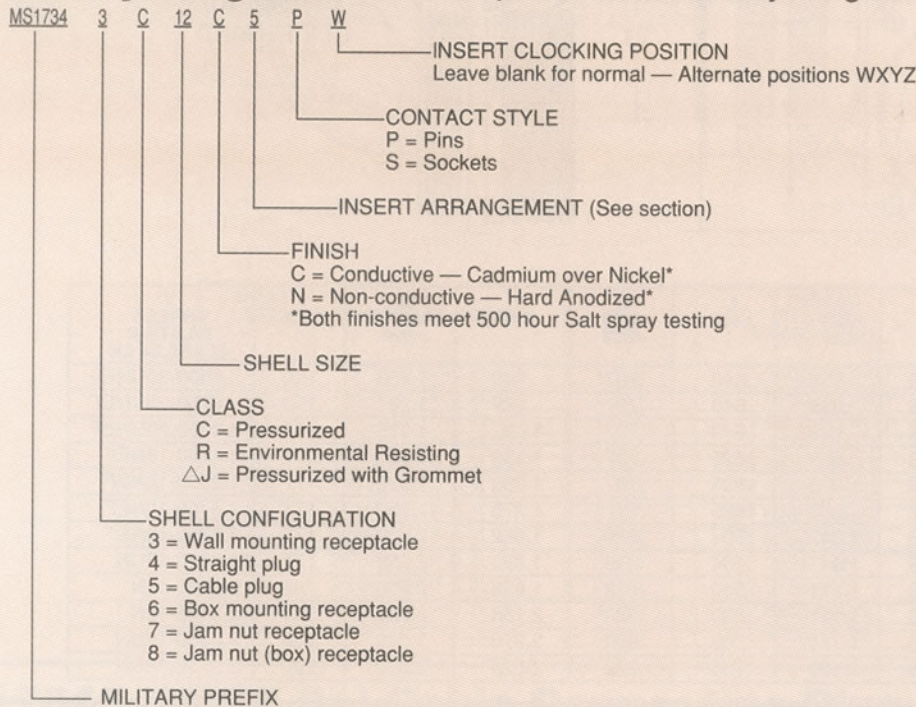 MS1734 3 C 12 C 5 P W
INSERT CLOCKING POSITION
Leave blank for normal — Alternate positions WXYZ
CONTACT STYLE
P = Pins
S = Sockets
INSERT ARRANGEMENT (See section)
FINISH
C = Conductive — Cadmium over Nickel*
N = Non-conductive — Hard Anodized*
*Both finishes meet 500 hour Salt spray testing
SHELL SIZE
CLASS
C = Pressurized
R = Environmental Resisting
△J = Pressurized with Grommet
SHELL CONFIGURATION
3 = Wall mounting receptacle
4 = Straight plug
5 = Cable plug
6 = Box mounting receptacle
7 = Jam nut receptacle
8 = Jam nut (box) receptacle
MILITARY PREFIX